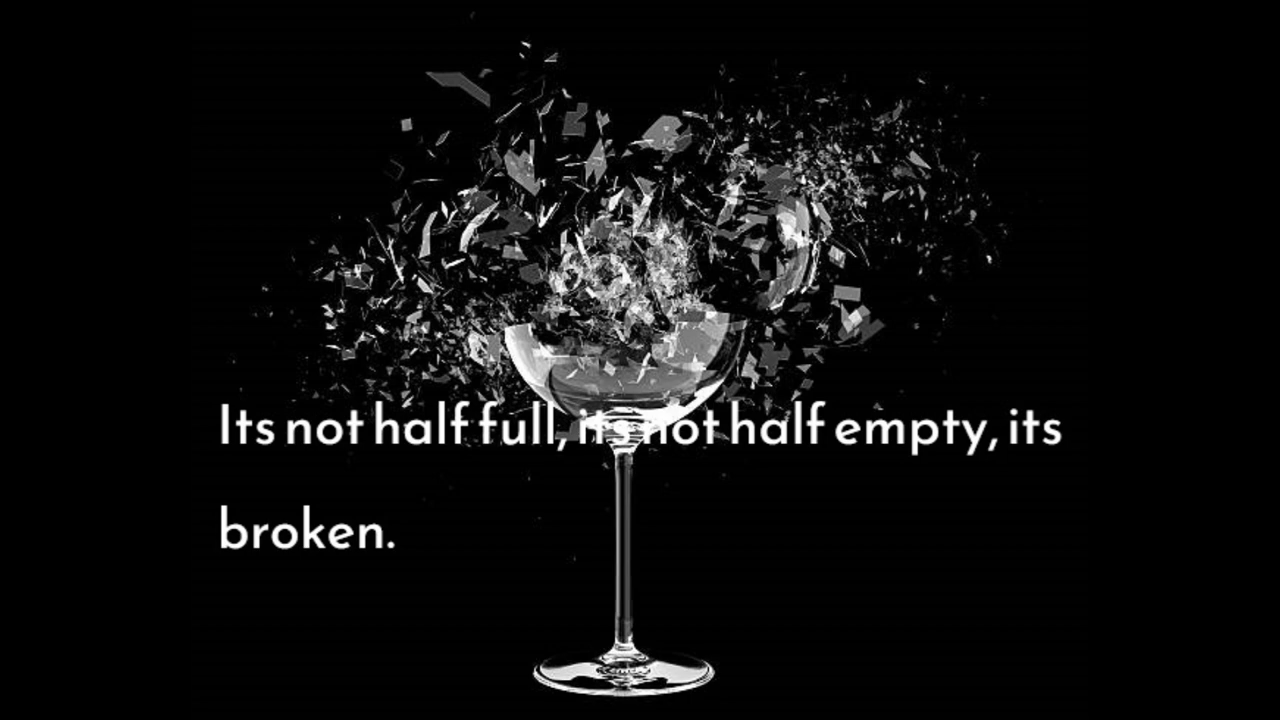 Its not half full, its not half empty, its
broken.